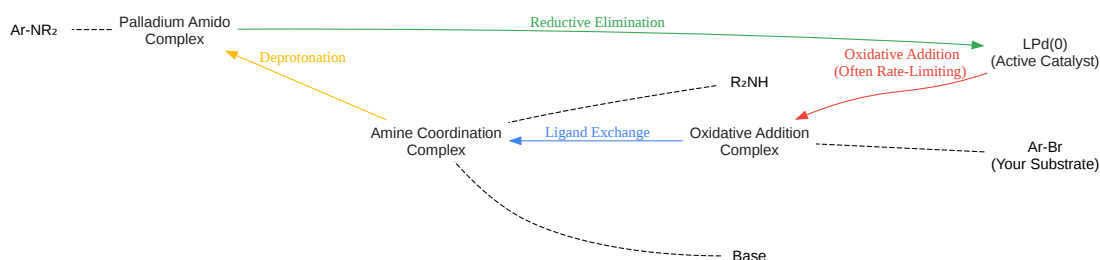 Ar-NR₂
Palladium Amido
Complex
Reductive Elimination
Deprotonation
LPd(0)
(Active Catalyst)
Oxidative Addition
(Often Rate-Limiting)
R₂NH
Amine Coordination
Complex
Ligand Exchange
Oxidative Addition
Complex
Ar-Br
(Your Substrate)
Base